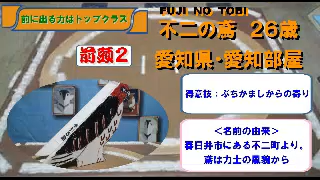 前に出る力はトップクラス
FUJI NO TOBI
不二の鳶 26歳
前頭2
愛知県・愛知部屋
得意技:ぶちかましからの寄り
<名前の由来>
春日井市にある不二町より。
鳶は力士の風貌から